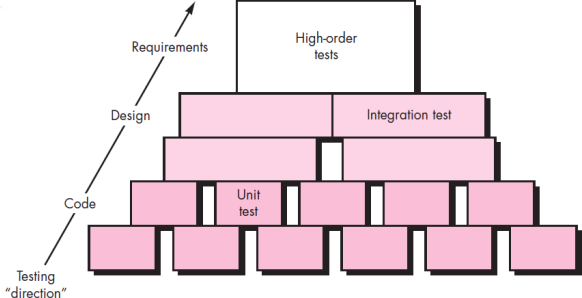 High-order
tests
Requirements
Design
Integration test
Unit
test
Code
Testing
“direction”